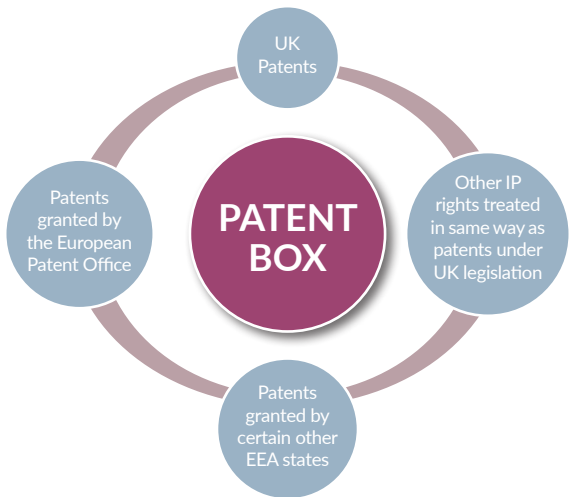 UK
Patents
Patents
granted by
the European
Patent Office
PATENT
BOX
Other IP
rights treated
in same way as
patents under
UK legislation
Patents
granted by
certain other
EEA states